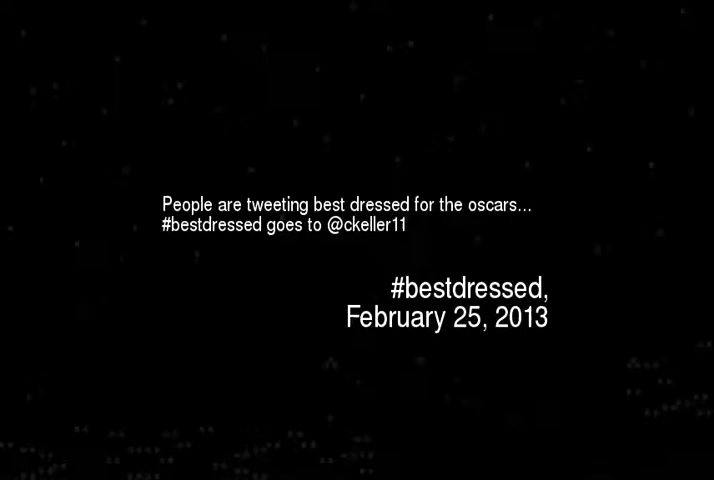 People are tweeting best dressed for the oscars...
#bestdressed goes to @ckeller11
#bestdressed,
February 25, 2013